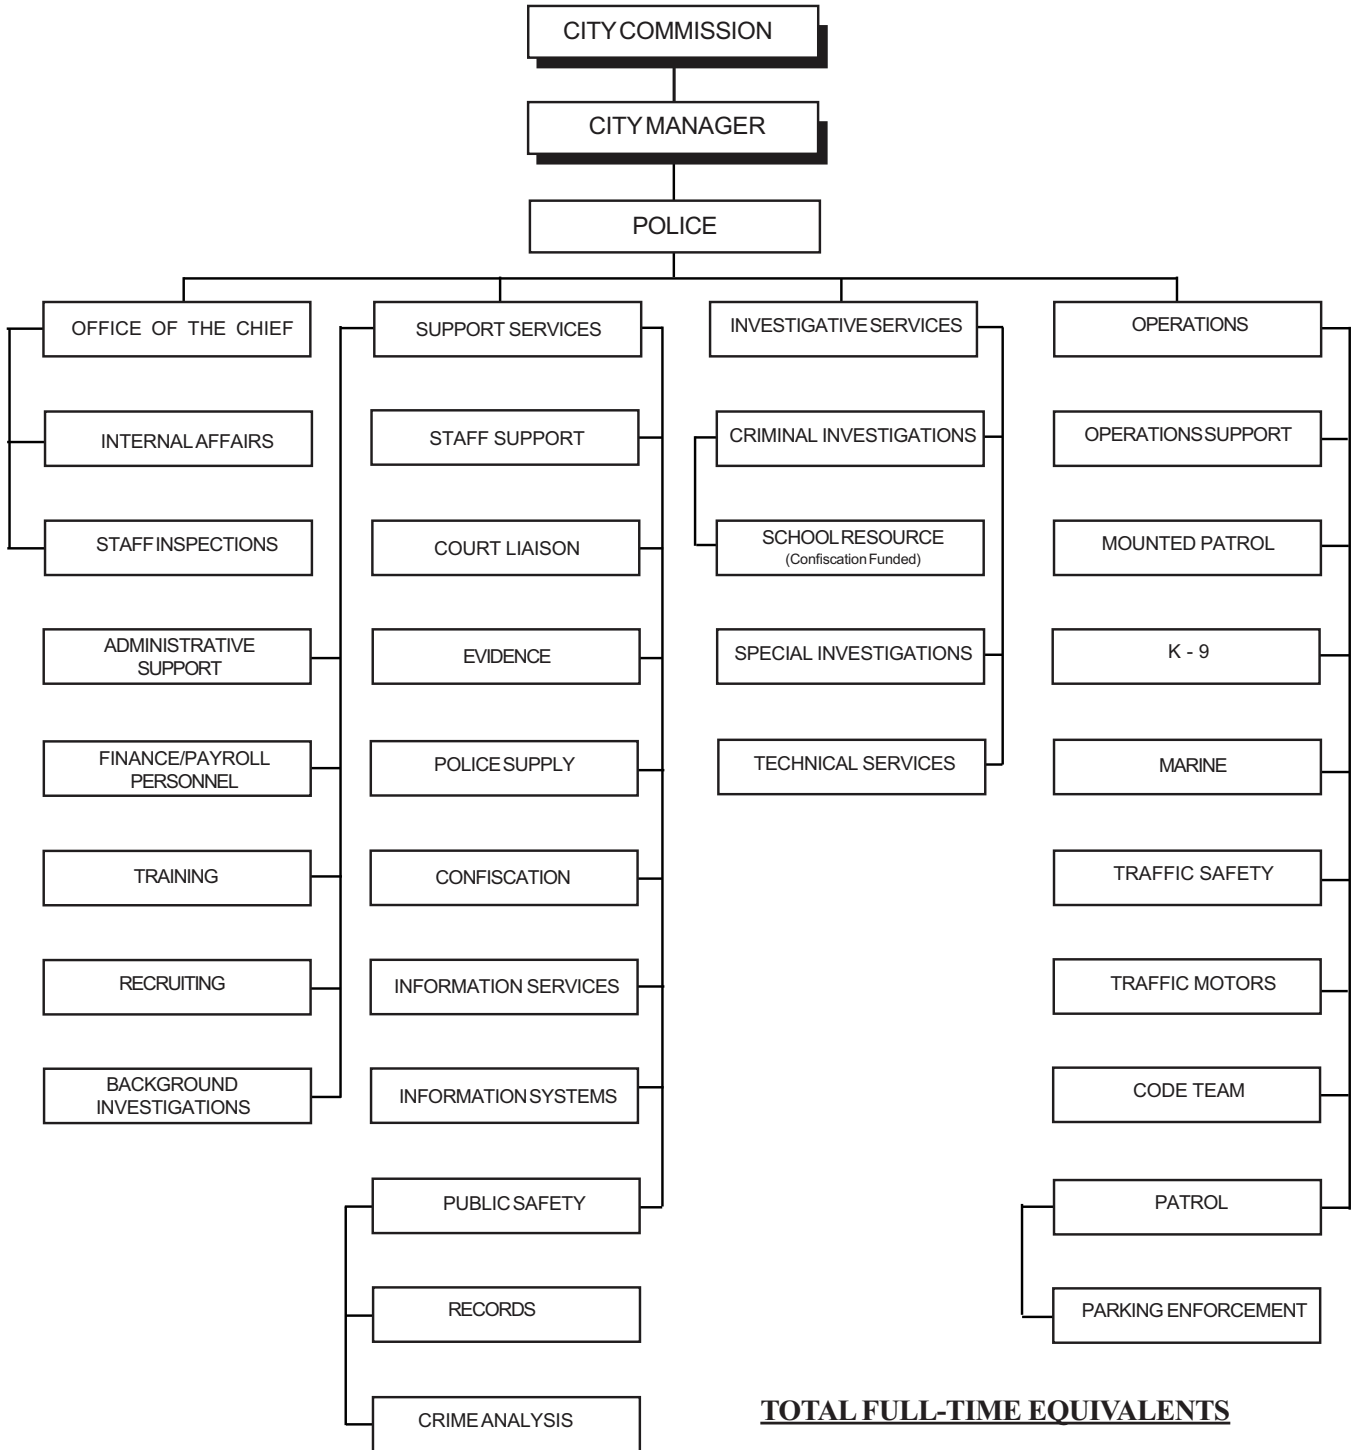 CITY COMMISSION
CITY MANAGER
POLICE
OFFICE OF THE CHIEF
SUPPORT SERVICES
INVESTIGATIVE SERVICES
OPERATIONS
INTERNAL AFFAIRS
STAFF SUPPORT
CRIMINAL INVESTIGATIONS
OPERATIONS SUPPORT
STAFF INSPECTIONS
COURT LIAISON
SCHOOL RESOURCE
(Confiscation Funded)
MOUNTED PATROL
ADMINISTRATIVE
SUPPORT
EVIDENCE
SPECIAL INVESTIGATIONS
K - 9
FINANCE/PAYROLL
PERSONNEL
POLICE SUPPLY
TECHNICAL SERVICES
MARINE
TRAINING
CONFISCATION
TRAFFIC SAFETY
RECRUITING
INFORMATION SERVICES
TRAFFIC MOTORS
BACKGROUND
INVESTIGATIONS
INFORMATION SYSTEMS
CODE TEAM
PUBLIC SAFETY
PATROL
RECORDS
PARKING ENFORCEMENT
CRIME ANALYSIS
TOTAL FULL-TIME EQUIVALENTS